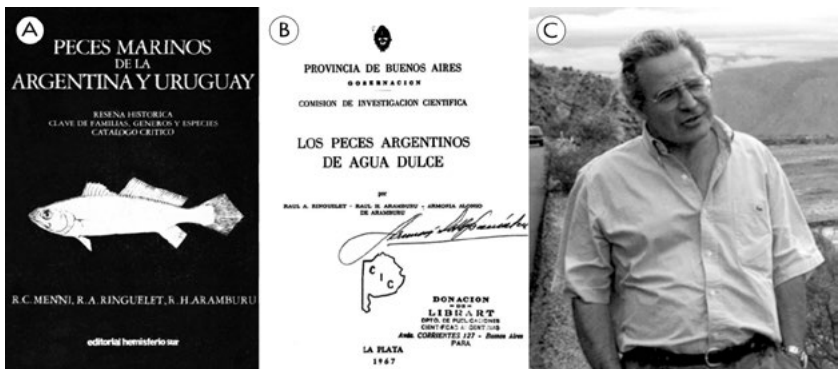 A
PECES MARINOS
DE LA
ARGENTINA Y URUGUAY
RESEÑA HISTORICA
CLAVE DE FAMILIAS, GENEROS Y ESPECIES
CATALOGO CRITICO
R.C. MENNI, R.A. RINGUELET, R.H. ARAMBURU
editorial hemisferio sur
B
PROVINCIA DE BUENOS AIRES
GOBERNACION
COMISION DE INVESTIGACION CIENTIFICA
LOS PECES ARGENTINOS
DE AGUA DULCE
por
RAUL A. RINGUELET - RAUL H. ARAMBURU - ARMONIA ALONSO
DE ARAMBURU
CIC
DONACION
DE
LIBRART
DPTO. DE PUBLICACIONES
CIENTIFICAS ARGENTINAS
Avda. CORRIENTES 127 - Buenos Aires
PARA
LA PLATA
1967
C